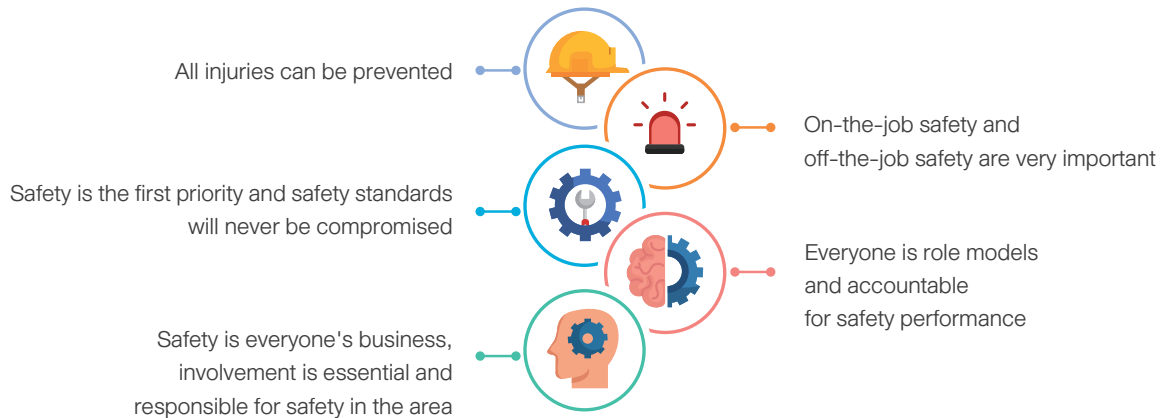 All injuries can be prevented
On-the-job safety and
off-the-job safety are very important
Safety is the first priority and safety standards
will never be compromised
Everyone is role models
and accountable
for safety performance
Safety is everyone's business,
involvement is essential and
responsible for safety in the area